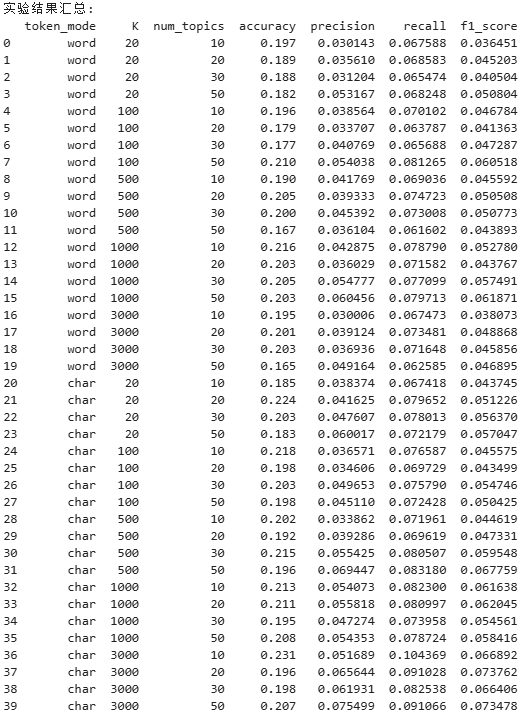 实验结果汇总:
token_mode K num_topics accuracy precision recall f1_score
0 word 20 10 0.197 0.030143 0.067588 0.036451
1 word 20 20 0.189 0.035610 0.068583 0.045203
2 word 20 30 0.188 0.031204 0.065474 0.040504
3 word 20 50 0.182 0.053167 0.068248 0.050804
4 word 100 10 0.196 0.038564 0.070102 0.046784
5 word 100 20 0.179 0.033707 0.063787 0.041363
6 word 100 30 0.177 0.040769 0.065688 0.047287
7 word 100 50 0.210 0.054038 0.081265 0.060518
8 word 500 10 0.190 0.041769 0.069036 0.045592
9 word 500 20 0.205 0.039333 0.074723 0.050508
10 word 500 30 0.200 0.045392 0.073008 0.050773
11 word 500 50 0.167 0.036104 0.061602 0.043893
12 word 1000 10 0.216 0.042875 0.078790 0.052780
13 word 1000 20 0.203 0.036029 0.071582 0.043767
14 word 1000 30 0.205 0.054777 0.077099 0.057491
15 word 1000 50 0.203 0.060456 0.079713 0.061871
16 word 3000 10 0.195 0.030006 0.067473 0.038073
17 word 3000 20 0.201 0.039124 0.073481 0.048868
18 word 3000 30 0.203 0.036936 0.071648 0.045856
19 word 3000 50 0.165 0.049164 0.062585 0.046895
20 char 20 10 0.185 0.038374 0.067418 0.043745
21 char 20 20 0.224 0.041625 0.079652 0.051226
22 char 20 30 0.203 0.047607 0.078013 0.056370
23 char 20 50 0.183 0.060017 0.072179 0.057047
24 char 100 10 0.218 0.036571 0.076587 0.045575
25 char 100 20 0.198 0.034606 0.069729 0.043499
26 char 100 30 0.203 0.049653 0.075790 0.054746
27 char 100 50 0.198 0.045110 0.072428 0.050425
28 char 500 10 0.202 0.033862 0.071961 0.044619
29 char 500 20 0.192 0.039286 0.069619 0.047331
30 char 500 30 0.215 0.055425 0.080507 0.059548
31 char 500 50 0.196 0.069447 0.083180 0.067759
32 char 1000 10 0.213 0.054073 0.082300 0.061638
33 char 1000 20 0.211 0.055818 0.080997 0.062045
34 char 1000 30 0.195 0.047274 0.073958 0.054561
35 char 1000 50 0.208 0.054353 0.078724 0.058416
36 char 3000 10 0.231 0.051689 0.104369 0.066892
37 char 3000 20 0.196 0.065644 0.091028 0.073762
38 char 3000 30 0.198 0.061931 0.082538 0.066406
39 char 3000 50 0.207 0.075499 0.091066 0.073478